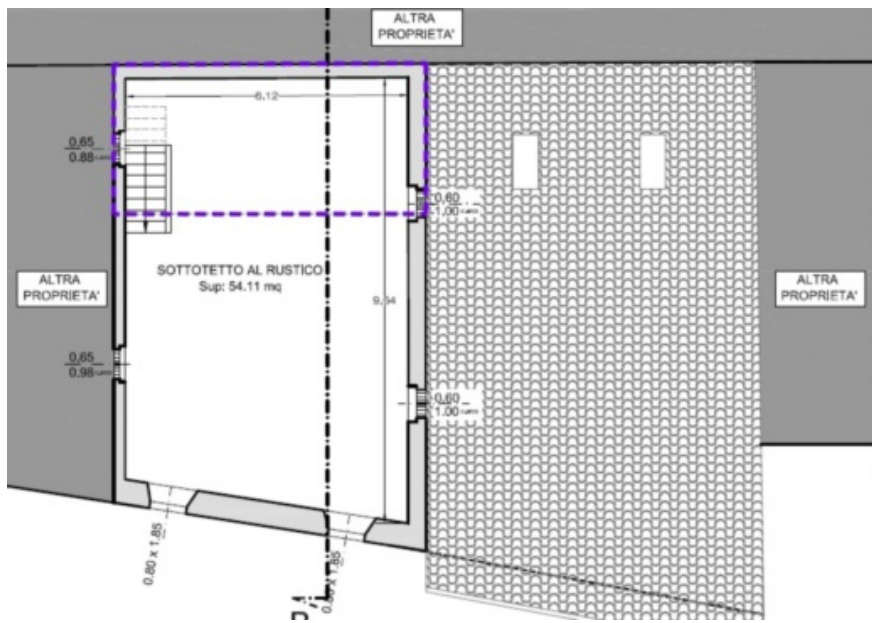 ALTRA
PROPRIETA'
6.12
0,65
0.88
0,60
1.00
SOTTOTETTO AL RUSTICO
Sup: 54.11 mq
ALTRA
PROPRIETA'
ALTRA
PROPRIETA'
0,65
0.98
0,60
1.00
0.80 x 1.85